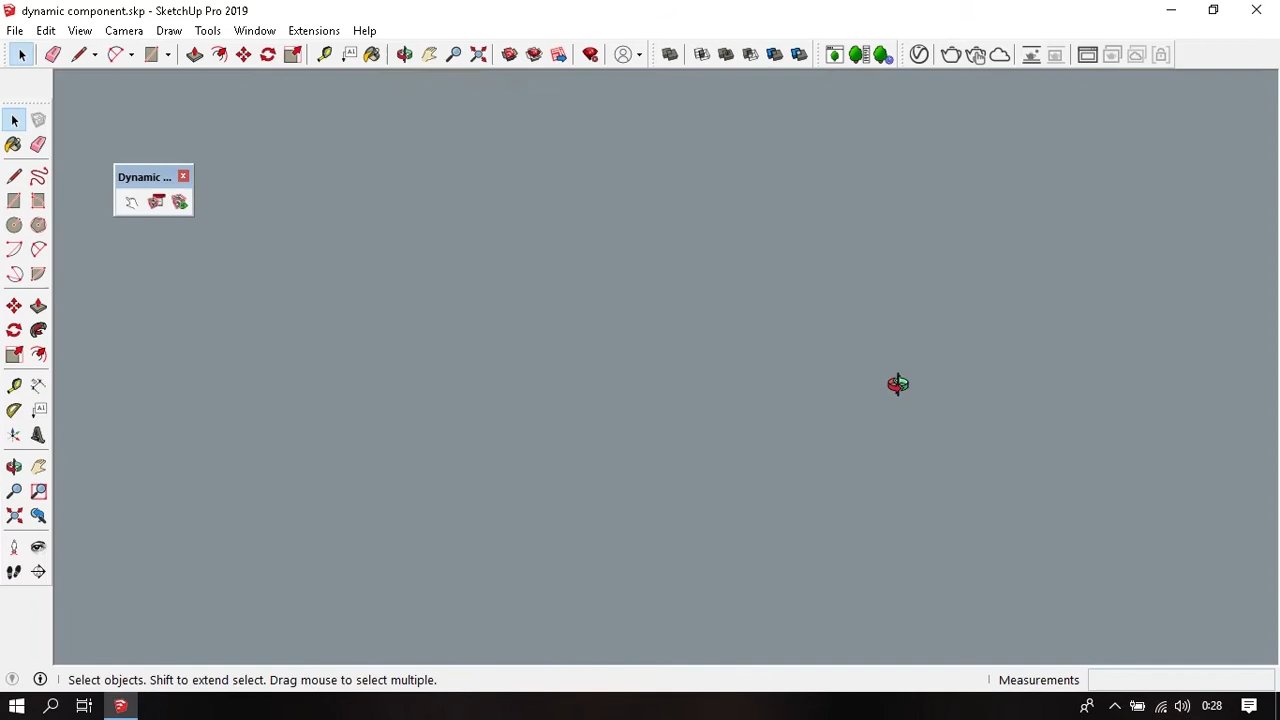 dynamic component.skp - SketchUp Pro 2019
File Edit View Camera Draw Tools Window Extensions Help
Dynamic ...
Select objects. Shift to extend select. Drag mouse to select multiple.
Measurements
0:28